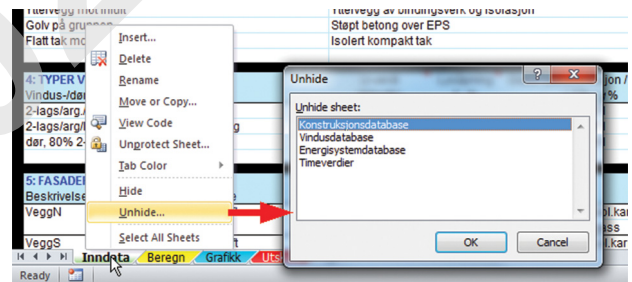 Yttervegg mot friluft
Yttervegg av bindingsverk og isolasjon
Golv på grunnen
Støpt betong over EPS
Flatt tak mo
Isolert kompakt tak
4: TYPER V
Vindus-/dør
2-lags/arg./
2-lags/arg/l
dør, 80% 2-
5: FASADE
Beskrivelse
VeggN
VeggS
Insert...
Delete
Rename
Move or Copy...
View Code
Unprotect Sheet...
Tab Color
Hide
Unhide...
Select All Sheets
Unhide
Unhide sheet:
Konstruksjonsdatabase
Vindusdatabase
Energisystemdatabase
Timeverdier
OK
Cancel
Inndata Beregn Grafikk Uts
Ready